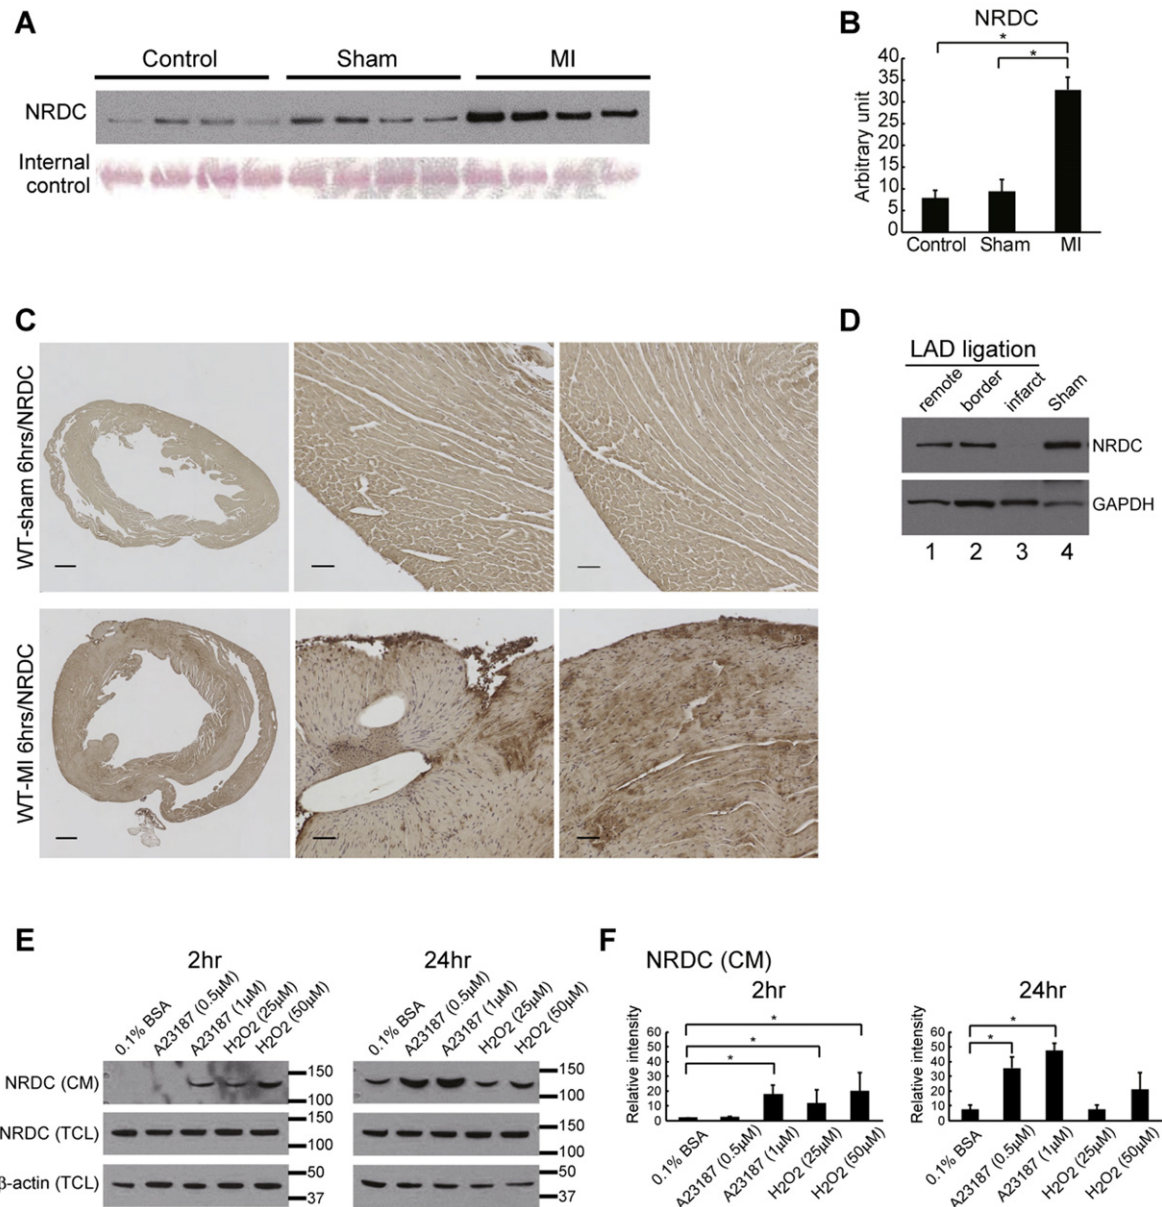 A
Control Sham MI
NRDC
Internal
control
B
NRDC
*
*
Arbitrary unit
40
35
30
25
20
15
10
5
0
Control Sham MI
C
WT-sham 6hrs/NRDC
WT-MI 6hrs/NRDC
D
LAD ligation
remote border infarct Sham
NRDC
GAPDH
1 2 3 4
E
2hr 24hr
0.1% BSA A23187 (0.5μM) A23187 (1μM) H2O2 (25μM) H2O2 (50μM)
0.1% BSA A23187 (0.5μM) A23187 (1μM) H2O2 (25μM) H2O2 (50μM)
NRDC (CM) 150 150
100 100
NRDC (TCL) 150 150
100 100
β-actin (TCL) 50 50
37 37
F
NRDC (CM)
2hr 24hr
Relative intensity
60
50
40
30
20
10
*
*
*
0.1% BSA A23187 (0.5μM) A23187 (1μM) H2O2 (25μM) H2O2 (50μM)
Relative intensity
60
50
40
30
20
10
*
*
0.1% BSA A23187 (0.5μM) A23187 (1μM) H2O2 (25μM) H2O2 (50μM)